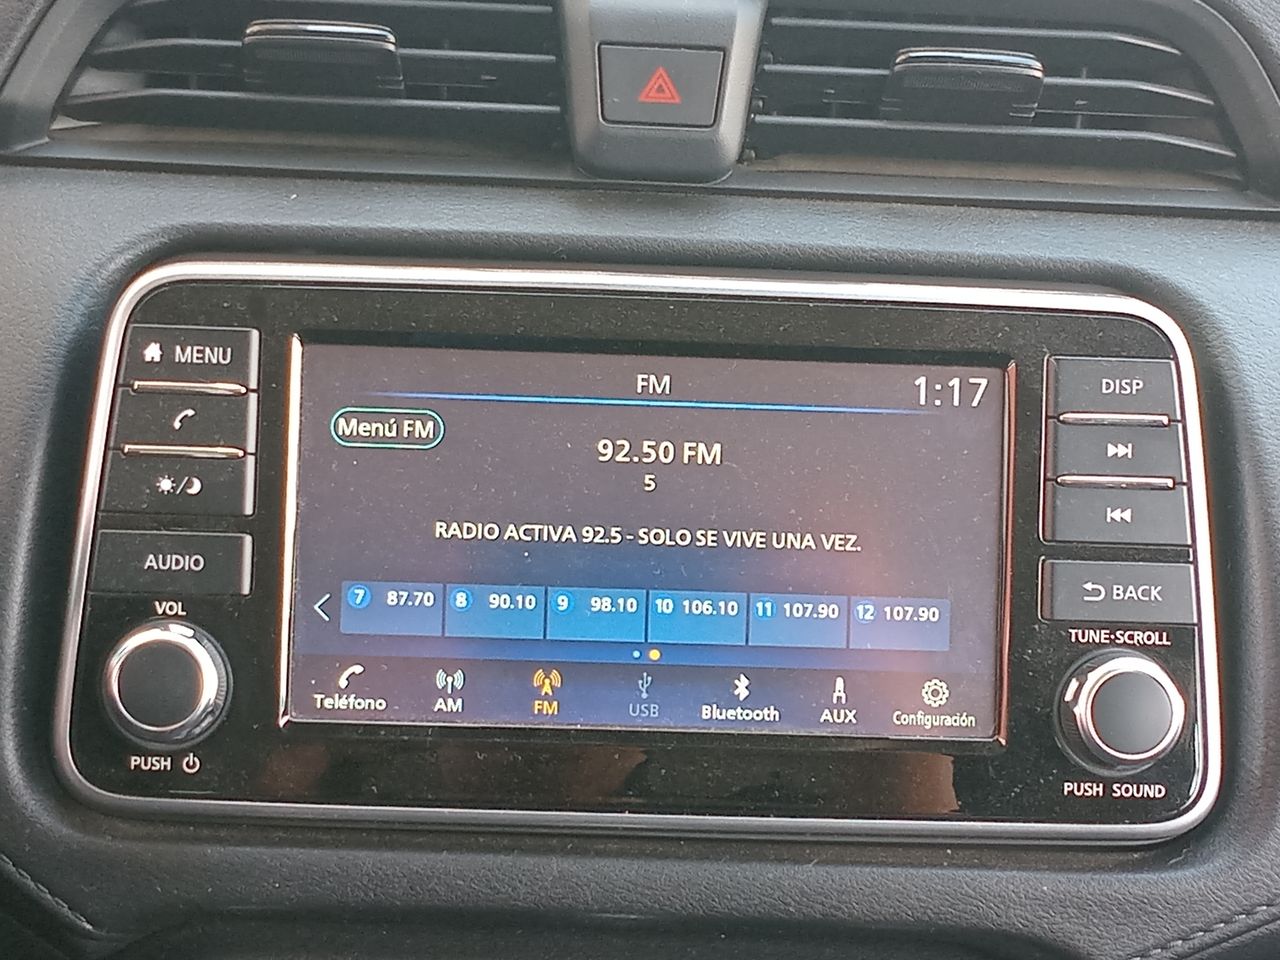 MENU
AUDIO
VOL
PUSH
FM
1:17
Menú FM
92.50 FM
5
RADIO ACTIVA 92.5 - SOLO SE VIVE UNA VEZ.
7 87.70 8 90.10 9 98.10 10 106.10 11 107.90 12 107.90
Teléfono AM FM USB Bluetooth AUX Configuración
DISP
BACK
TUNE·SCROLL
PUSH SOUND